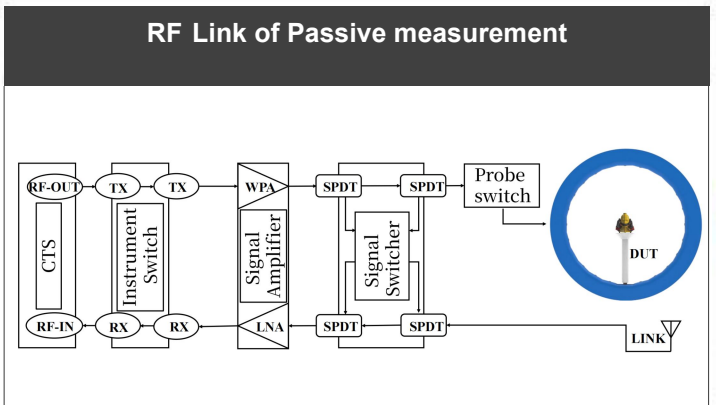 RF Link of Passive measurement
RF-OUT
TX
TX
WPA
SPDT
SPDT
Probe
switch
CTS
Instrument
Switch
Signal
Amplifier
Signal
Switcher
DUT
RF-IN
RX
RX
LNA
SPDT
SPDT
LINK